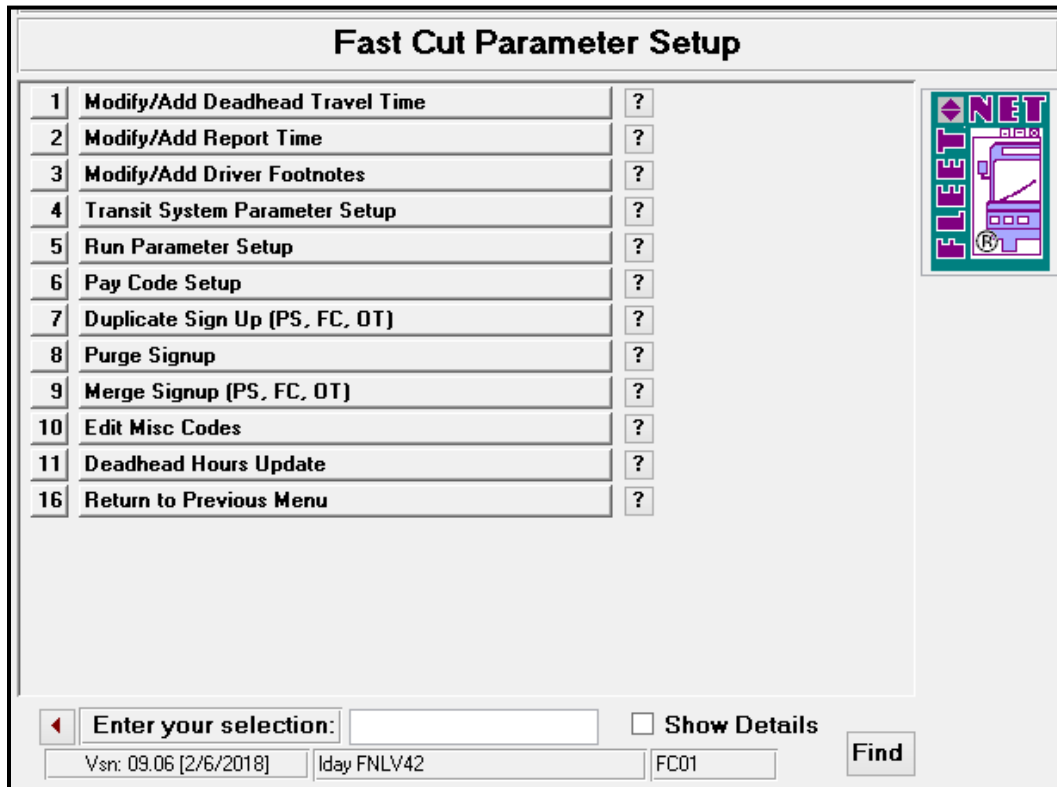 Fast Cut Parameter Setup
1 Modify/Add Deadhead Travel Time ?
2 Modify/Add Report Time ?
3 Modify/Add Driver Footnotes ?
4 Transit System Parameter Setup ?
5 Run Parameter Setup ?
6 Pay Code Setup ?
7 Duplicate Sign Up (PS, FC, OT) ?
8 Purge Signup ?
9 Merge Signup (PS, FC, OT) ?
10 Edit Misc Codes ?
11 Deadhead Hours Update ?
16 Return to Previous Menu ?
FLEET NET
®
Enter your selection: Show Details
Find
Vsn: 09.06 [2/6/2018] lday FNLV42 FC01